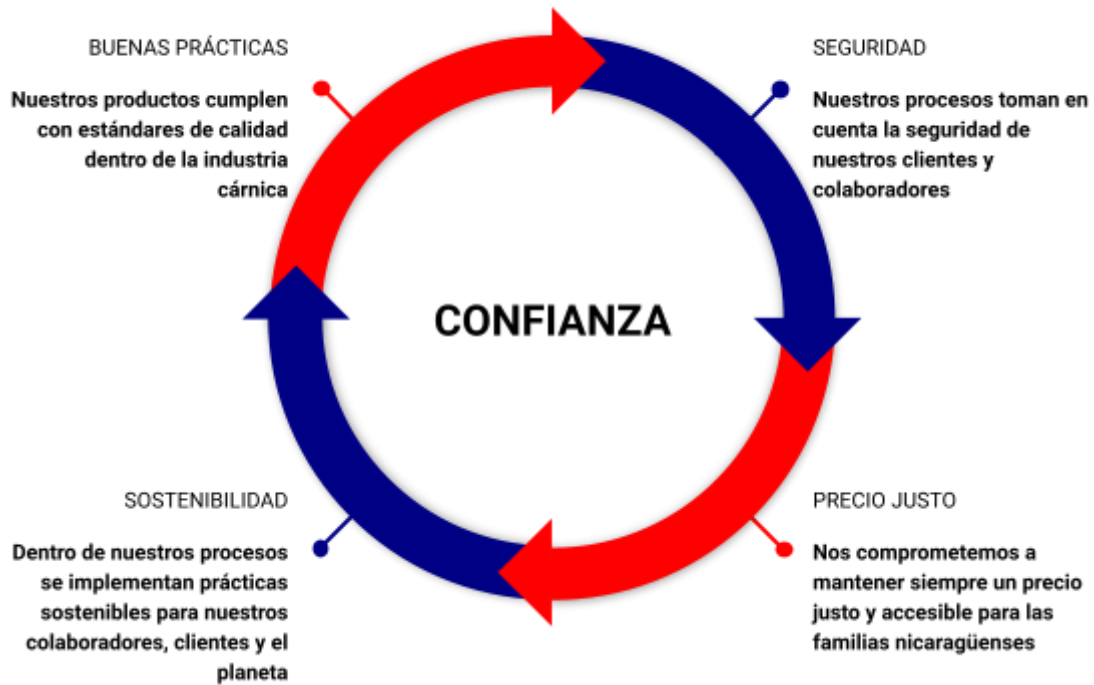 BUENAS PRÁCTICAS
Nuestros productos cumplen
con estándares de calidad
dentro de la industria
cárnica
SEGURIDAD
Nuestros procesos toman en
cuenta la seguridad de
nuestros clientes y
colaboradores
CONFIANZA
SOSTENIBILIDAD
Dentro de nuestros procesos
se implementan prácticas
sostenibles para nuestros
colaboradores, clientes y el
planeta
PRECIO JUSTO
Nos comprometemos a
mantener siempre un precio
justo y accesible para las
familias nicaragüenses